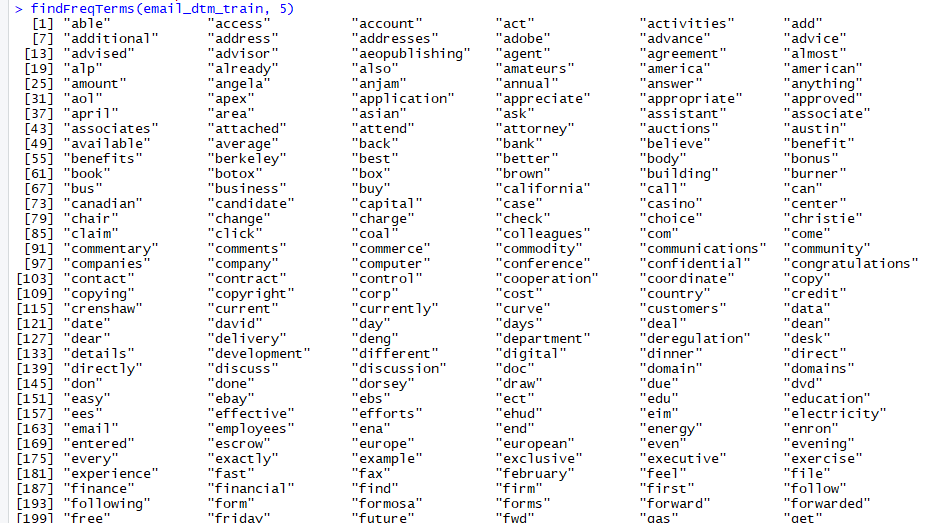 > findFreqTerms(email_dtm_train, 5)
[1] "able" "access" "account" "act" "activities" "add"
[7] "additional" "address" "addresses" "adobe" "advance" "advice"
[13] "advised" "advisor" "aeopublishing" "agent" "agreement" "almost"
[19] "alp" "already" "also" "amateurs" "america" "american"
[25] "amount" "angela" "anjam" "annual" "answer" "anything"
[31] "aol" "apex" "application" "appreciate" "appropriate" "approved"
[37] "april" "area" "asian" "ask" "assistant" "associate"
[43] "associates" "attached" "attend" "attorney" "auctions" "austin"
[49] "available" "average" "back" "bank" "believe" "benefit"
[55] "benefits" "berkeley" "best" "better" "body" "bonus"
[61] "book" "botox" "box" "brown" "building" "burner"
[67] "bus" "business" "buy" "california" "call" "can"
[73] "canadian" "candidate" "capital" "case" "casino" "center"
[79] "chair" "change" "charge" "check" "choice" "christie"
[85] "claim" "click" "coal" "colleagues" "com" "come"
[91] "commentary" "comments" "commerce" "commodity" "communications" "community"
[97] "companies" "company" "computer" "conference" "confidential" "congratulations"
[103] "contact" "contract" "control" "cooperation" "coordinate" "copy"
[109] "copying" "copyright" "corp" "cost" "country" "credit"
[115] "crenshaw" "current" "currently" "curve" "customers" "data"
[121] "date" "david" "day" "days" "deal" "dean"
[127] "dear" "delivery" "deng" "department" "deregulation" "desk"
[133] "details" "development" "different" "digital" "dinner" "direct"
[139] "directly" "discuss" "discussion" "doc" "domain" "domains"
[145] "don" "done" "dorsey" "draw" "due" "dvd"
[151] "easy" "ebay" "ebs" "ect" "edu" "education"
[157] "ees" "effective" "efforts" "ehud" "eim" "electricity"
[163] "email" "employees" "ena" "end" "energy" "enron"
[169] "entered" "escrow" "europe" "european" "even" "evening"
[175] "every" "exactly" "example" "exclusive" "executive" "exercise"
[181] "experience" "fast" "fax" "february" "feel" "file"
[187] "finance" "financial" "find" "firm" "first" "follow"
[193] "following" "form" "formosa" "forms" "forward" "forwarded"
[199] "free" "friday" "future" "fwd" "gas" "get"